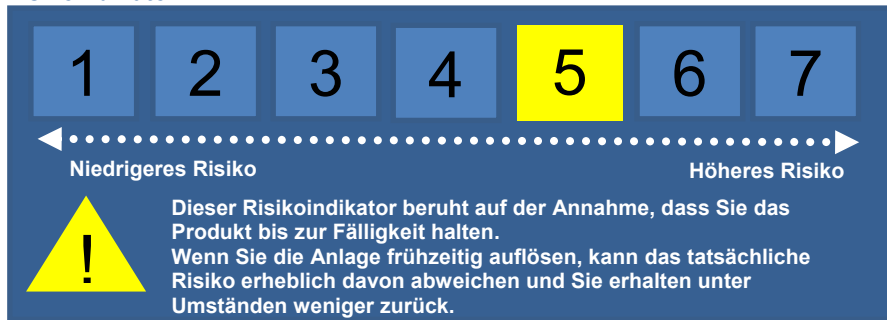 1 2 3 4 5 6 7
Niedrigeres Risiko Höheres Risiko
!
Dieser Risikoindikator beruht auf der Annahme, dass Sie das
Produkt bis zur Fälligkeit halten.
Wenn Sie die Anlage frühzeitig auflösen, kann das tatsächliche
Risiko erheblich davon abweichen und Sie erhalten unter
Umständen weniger zurück.